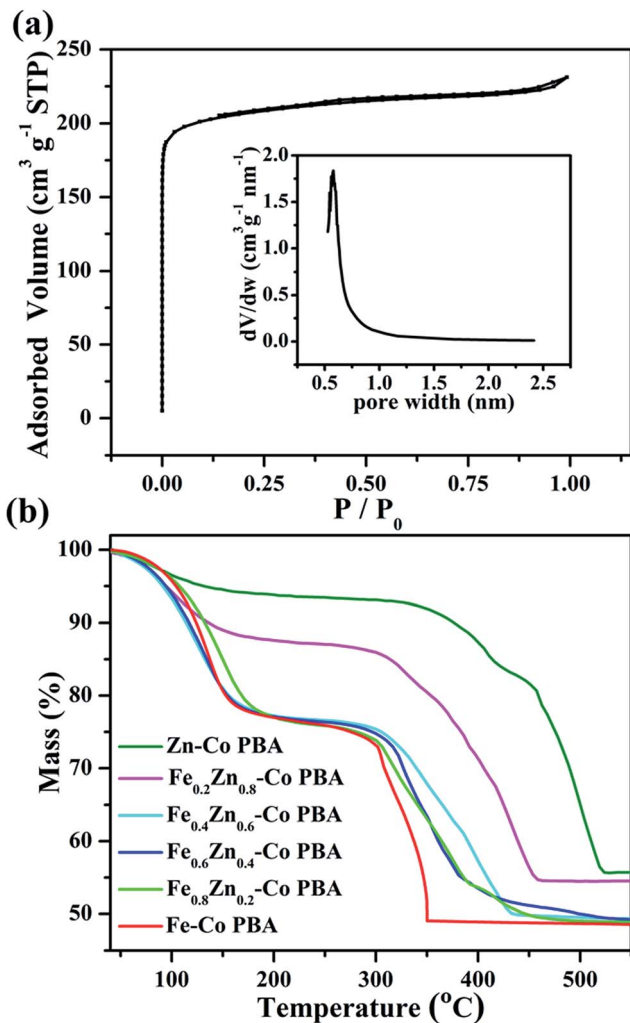 (a)
250
200
150
100
50
0
Adsorbed Volume (cm³ g⁻¹ STP)
2.0
1.5
1.0
0.5
0.0
dV/dw (cm³g⁻¹ nm⁻¹)
0.5 1.0 1.5 2.0 2.5
pore width (nm)
0.00 0.25 0.50 0.75 1.00
P / P₀
(b)
100
90
80
70
60
50
Mass (%)
Zn-Co PBA
Fe₀.₂Zn₀.₈-Co PBA
Fe₀.₄Zn₀.₆-Co PBA
Fe₀.₆Zn₀.₄-Co PBA
Fe₀.₈Zn₀.₂-Co PBA
Fe-Co PBA
100 200 300 400 500
Temperature (°C)